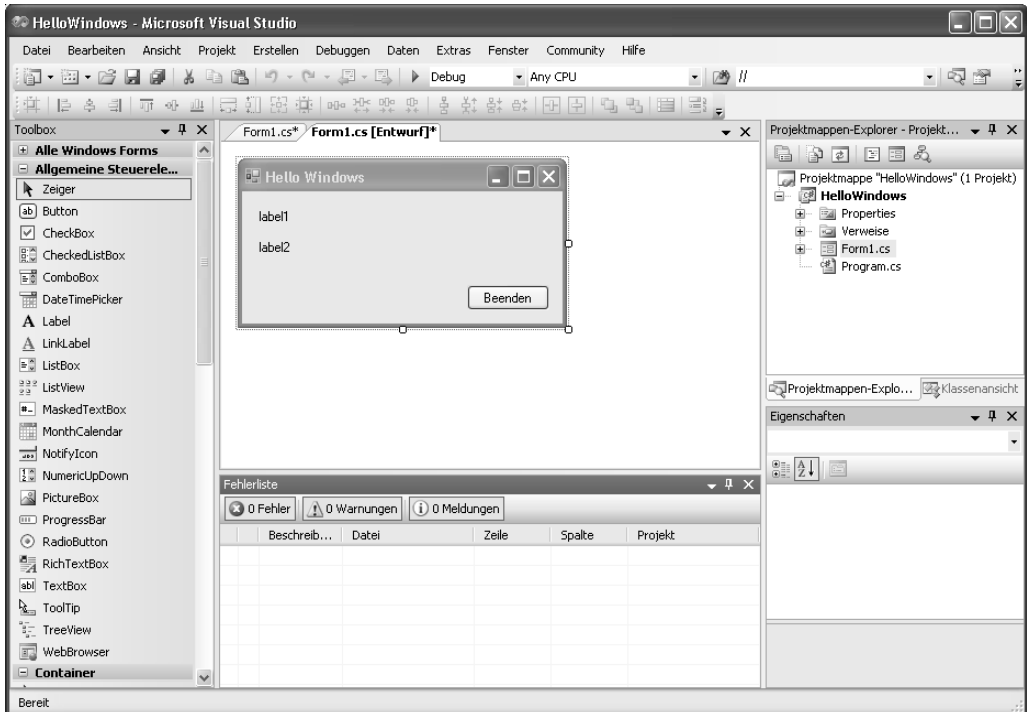 HelloWindows - Microsoft Visual Studio
Datei Bearbeiten Ansicht Projekt Erstellen Debuggen Daten Extras Fenster Community Hilfe
Debug Any CPU //
Toolbox
Alle Windows Forms
Allgemeine Steuerele...
Zeiger
Button
CheckBox
CheckedListBox
ComboBox
DateTimePicker
A Label
A LinkLabel
ListBox
ListView
MaskedTextBox
MonthCalendar
NotifyIcon
NumericUpDown
PictureBox
ProgressBar
RadioButton
RichTextBox
abl TextBox
ToolTip
TreeView
WebBrowser
Container
Form1.cs* Form1.cs [Entwurf]*
Hello Windows
label1
label2
Beenden
Fehlerliste
0 Fehler 0 Warnungen 0 Meldungen
Beschreib... Datei Zeile Spalte Projekt
Projektmappen-Explorer - Projekt...
Projektmappe "HelloWindows" (1 Projekt)
HelloWindows
Properties
Verweise
Form1.cs
Program.cs
Projektmappen-Explo... Klassenansicht
Eigenschaften
Bereit